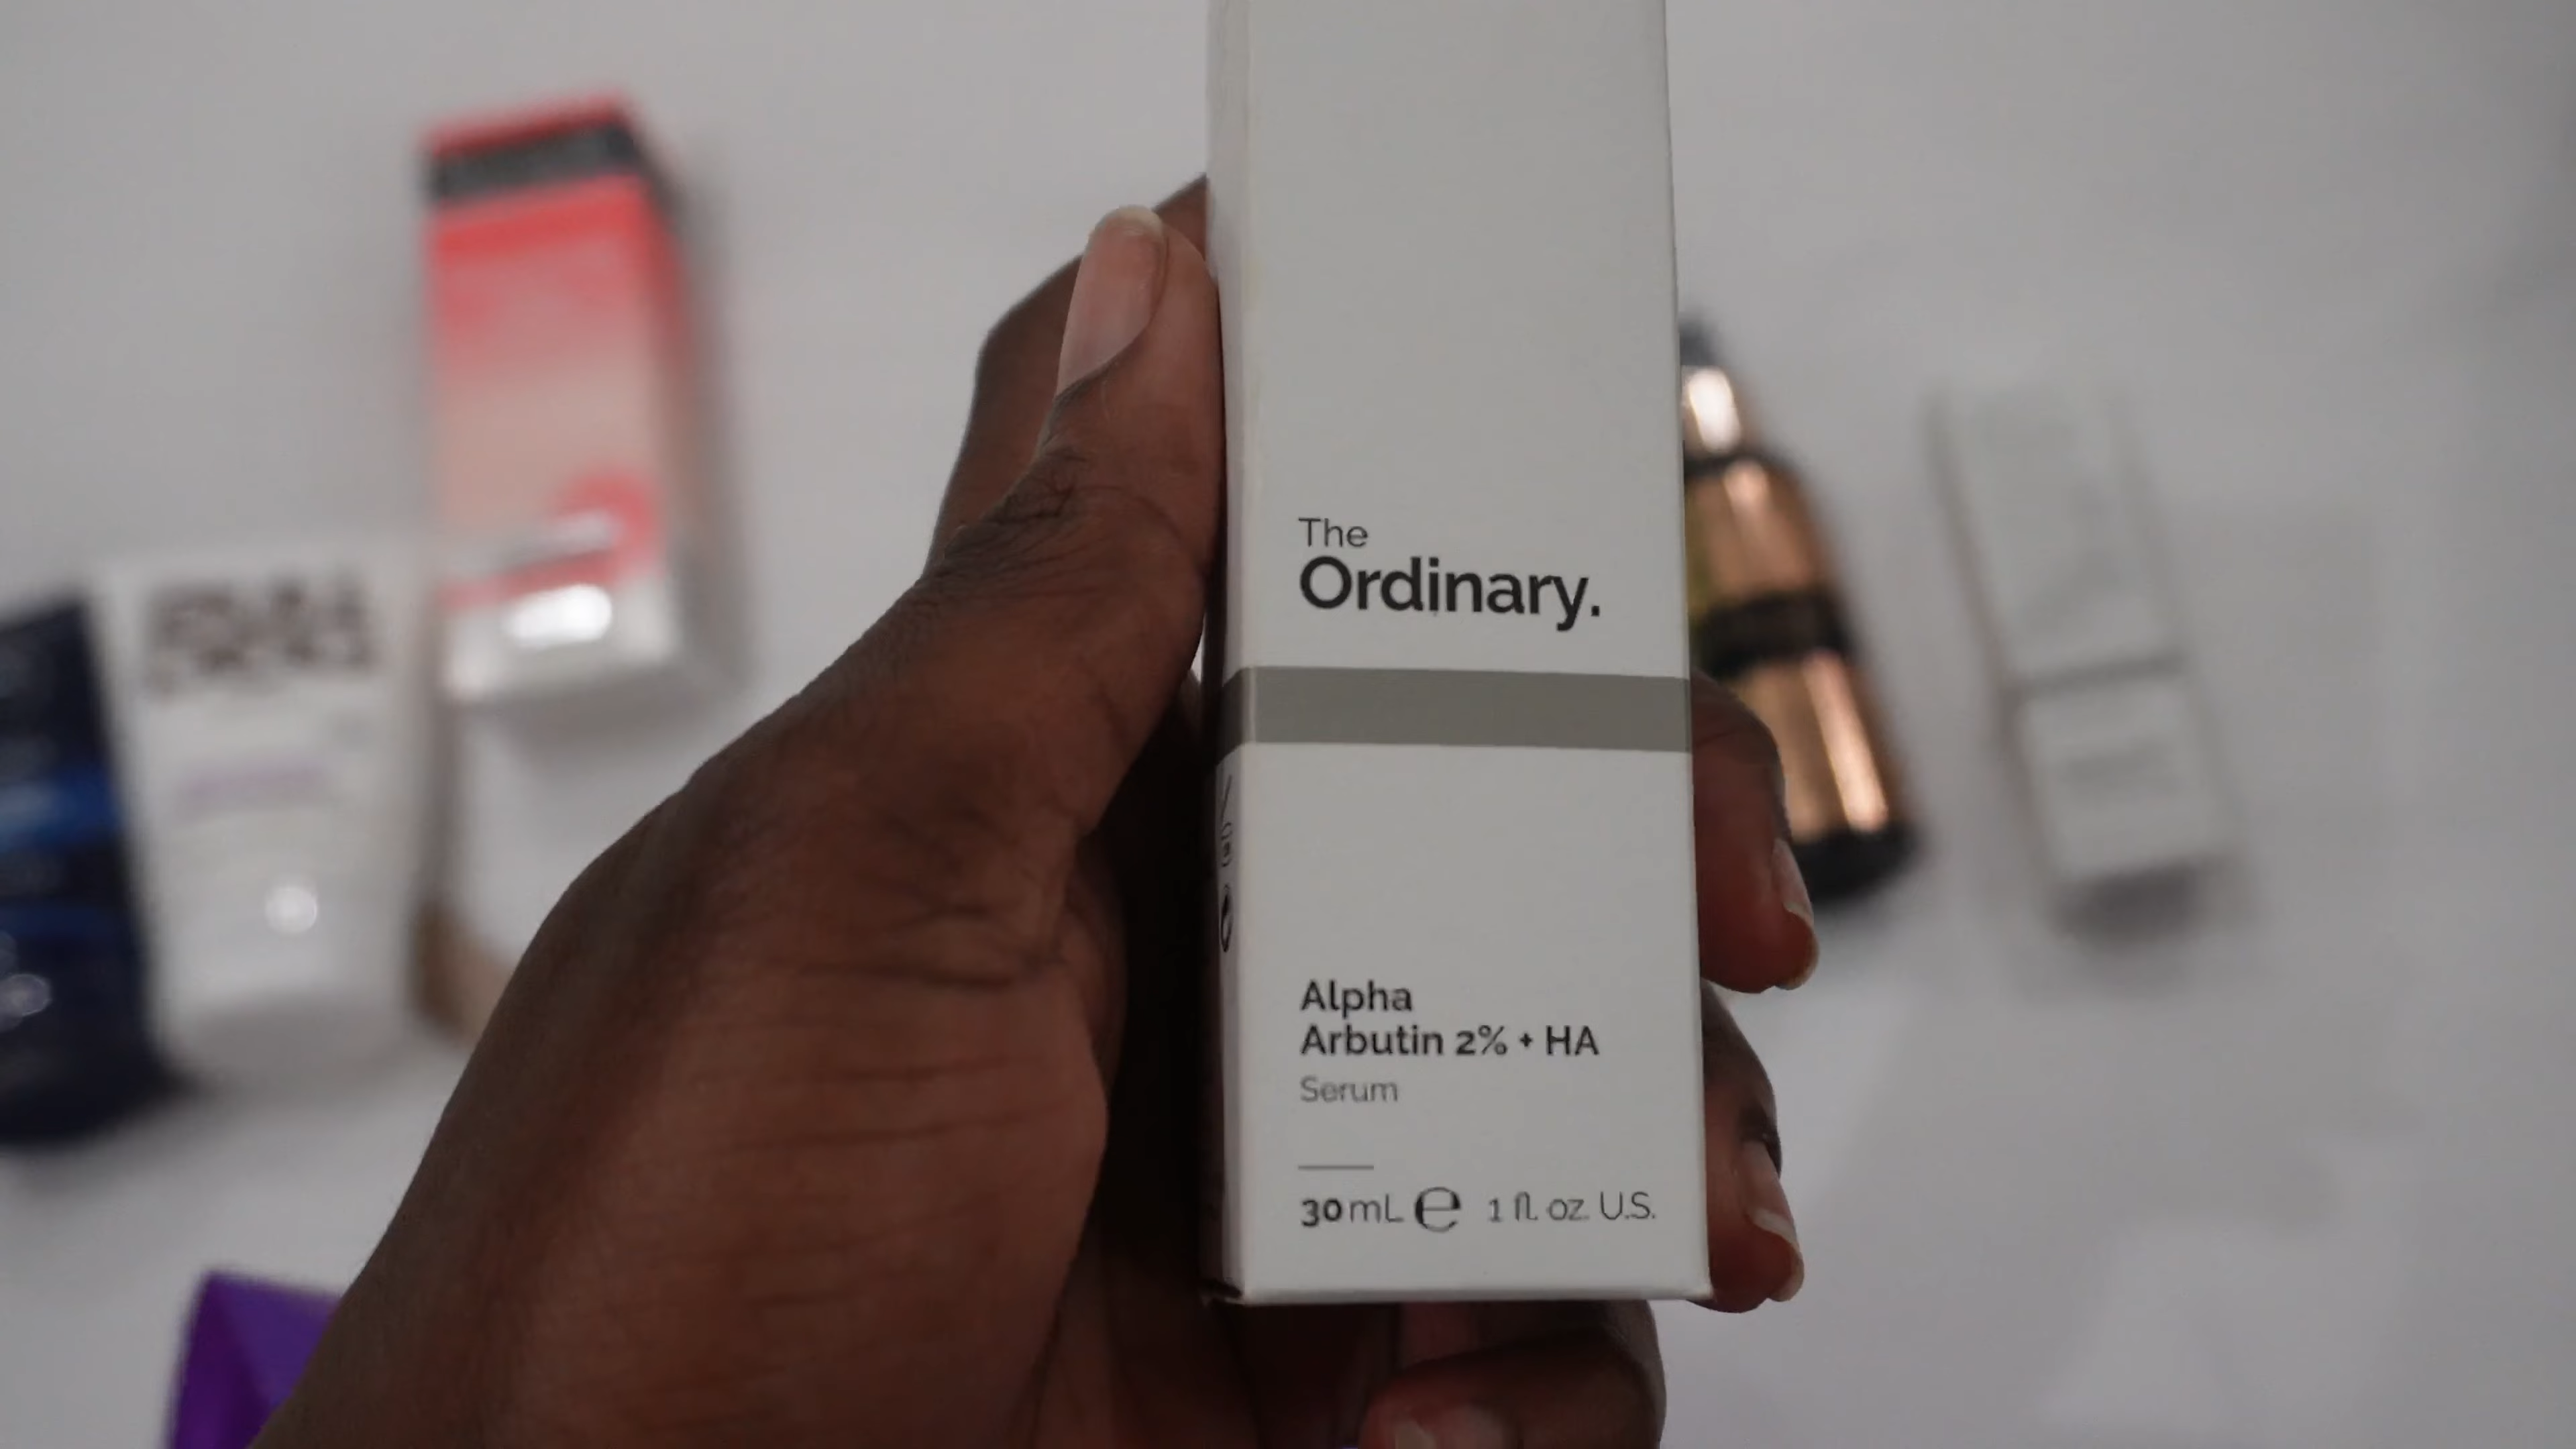 The
Ordinary.
Alpha
Arbutin 2% + HA
Serum
30 mL e 1 fl. oz. U.S.